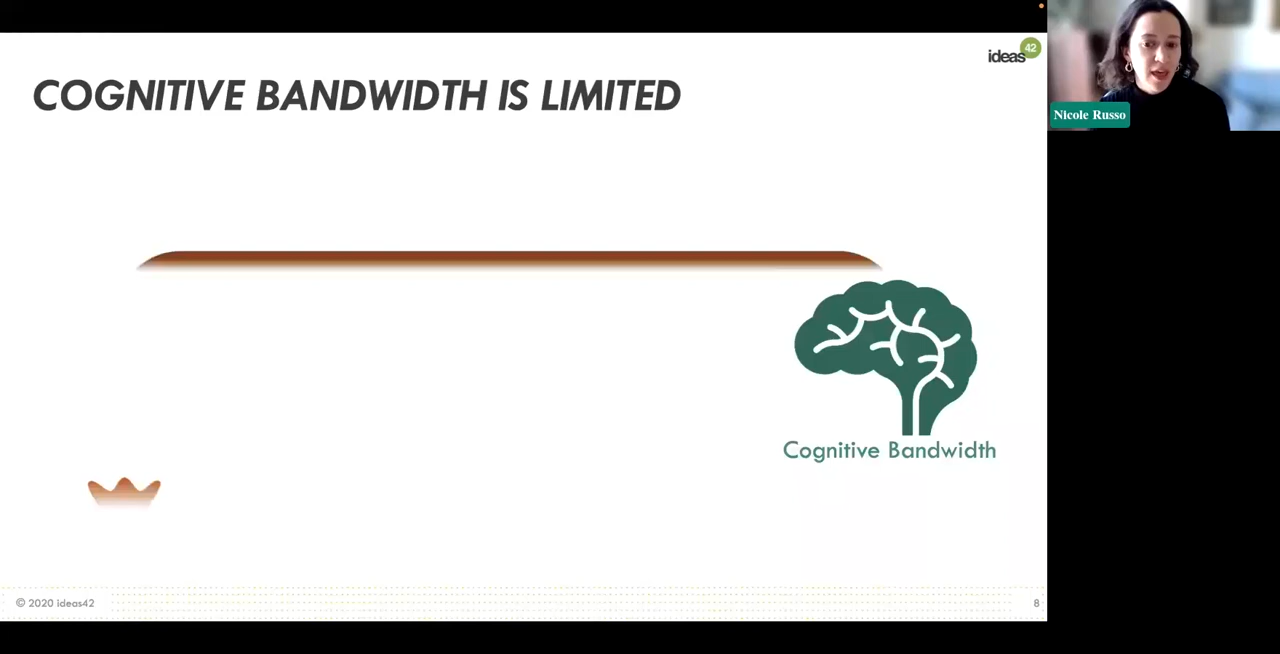 ideas42
COGNITIVE BANDWIDTH IS LIMITED
Nicole Russo
Cognitive Bandwidth
© 2020 ideas42
8